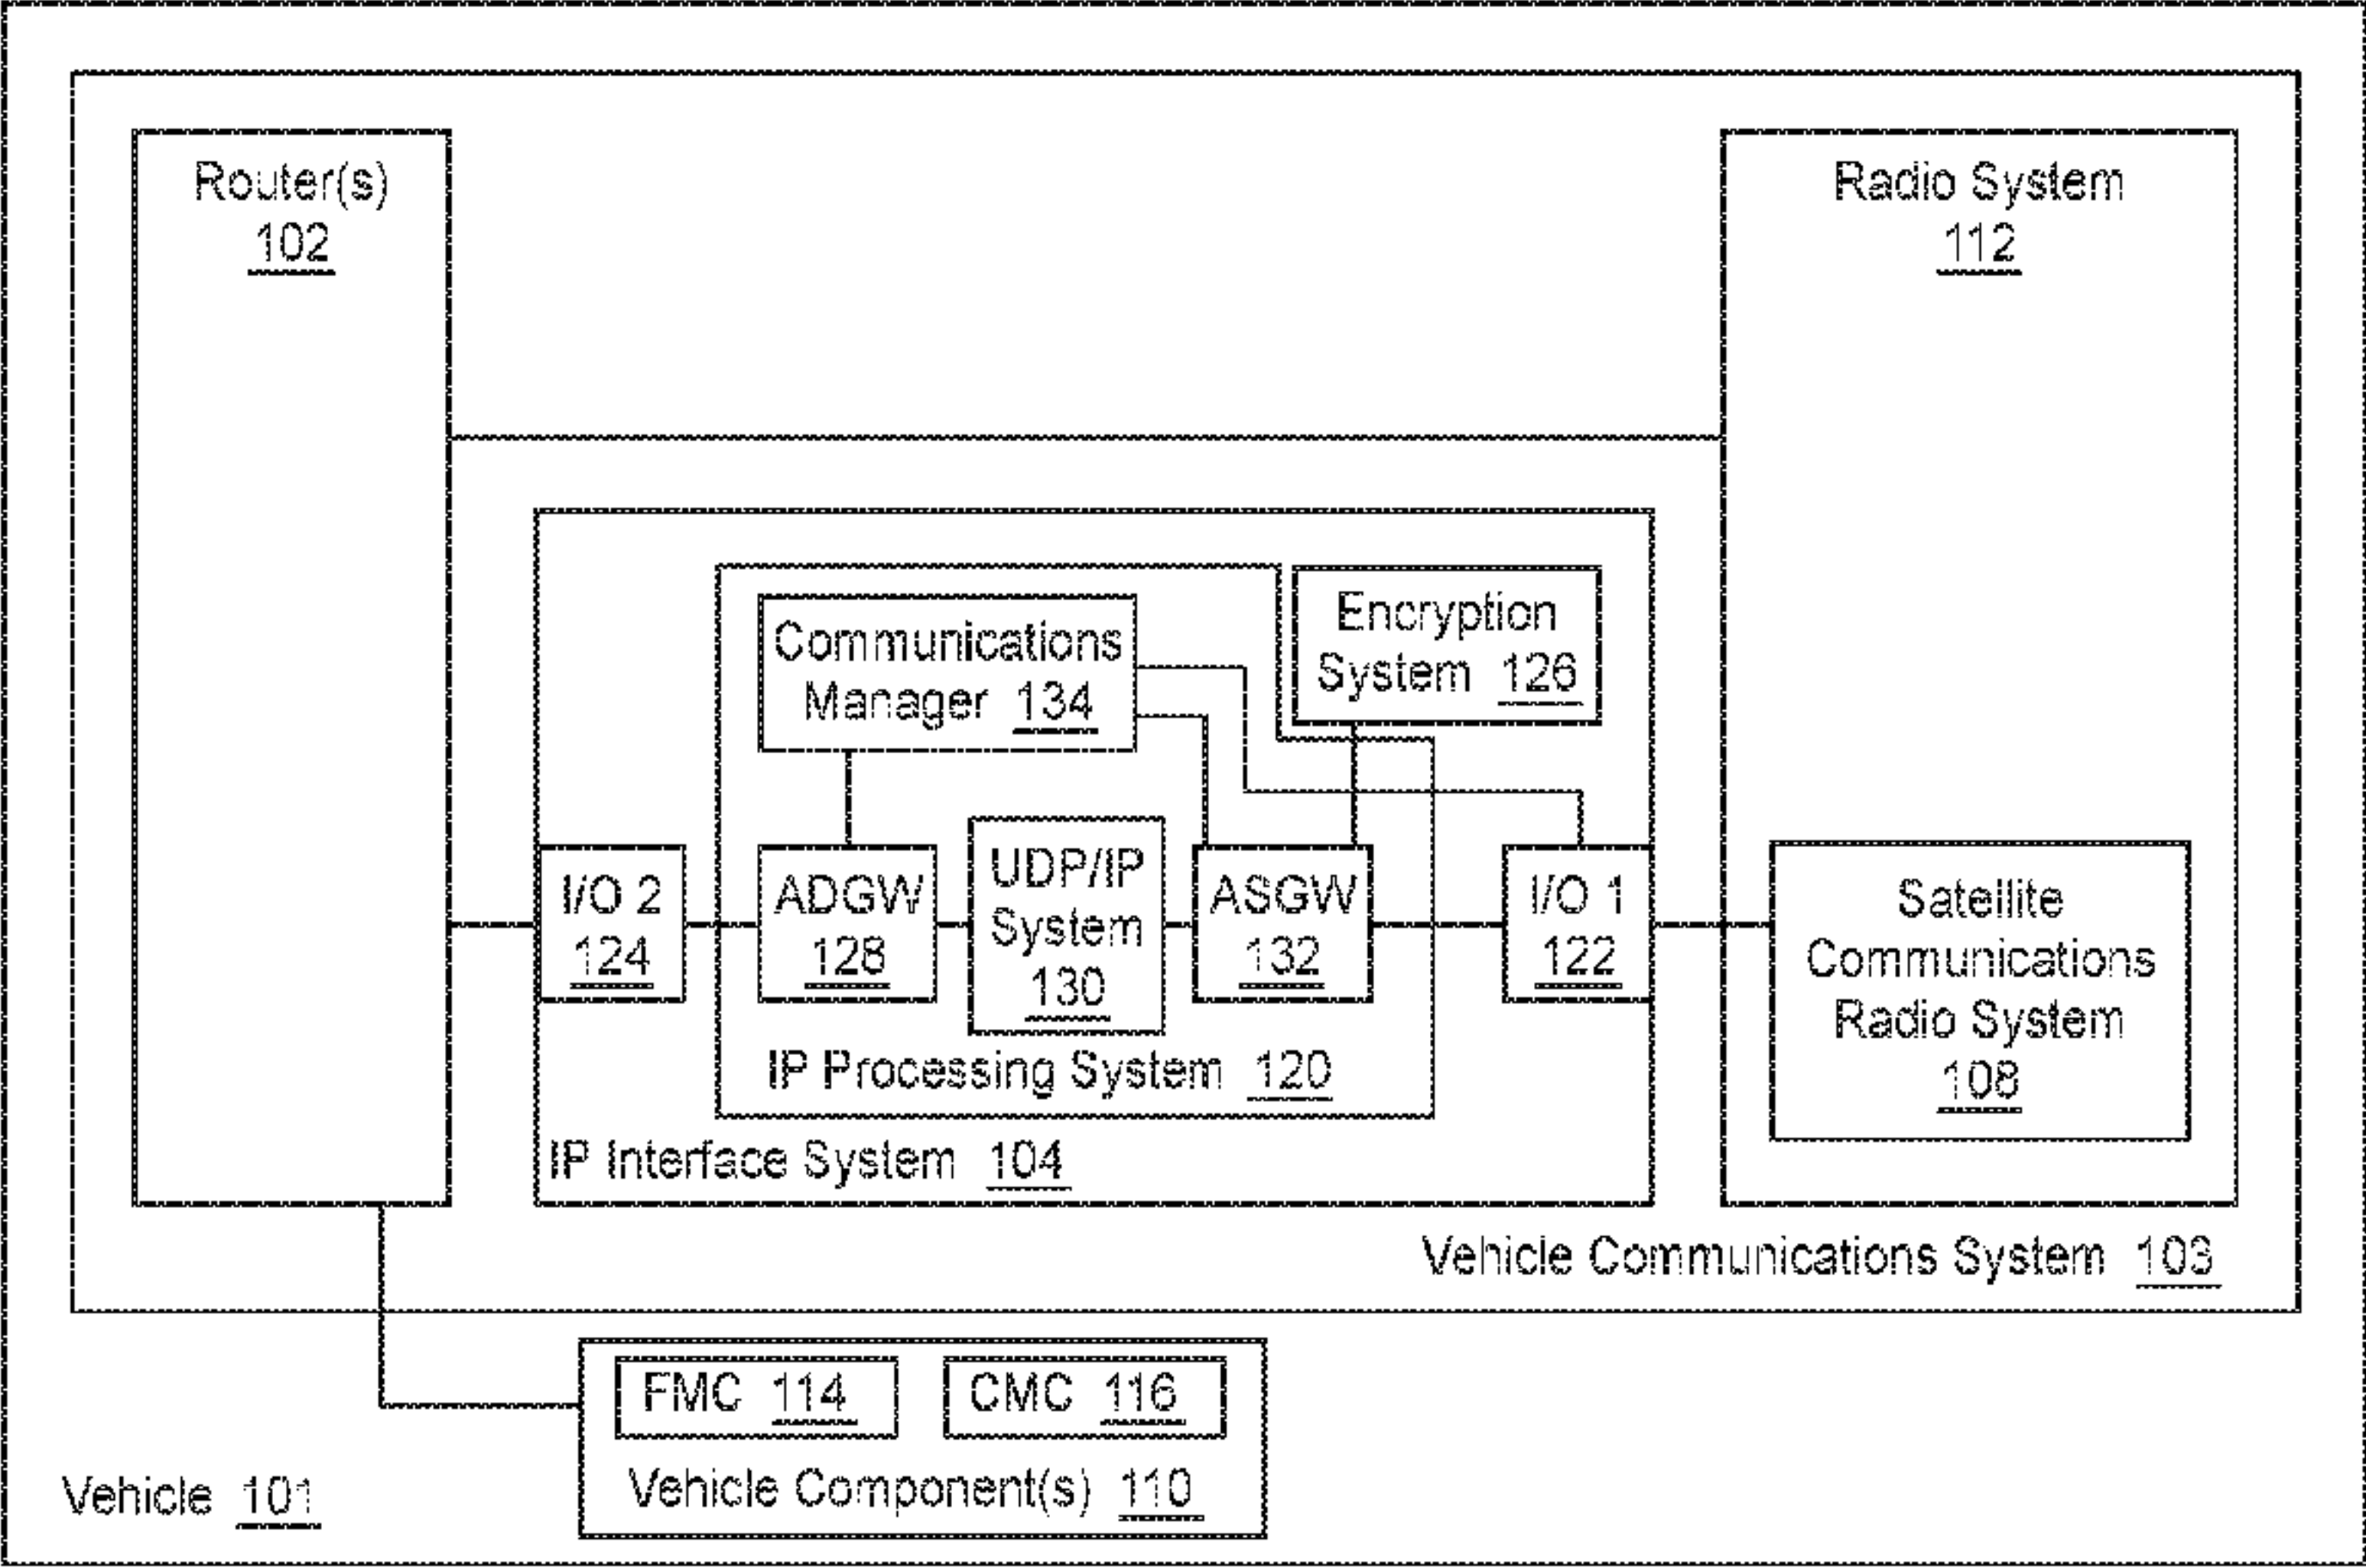 Router(s)
102
Radio System
112
Communications
Manager 134
Encryption
System 126
I/O 2
124
ADGW
128
UDP/IP
System
130
ASGW
132
I/O 1
122
Satellite
Communications
Radio System
108
IP Processing System 120
IP Interface System 104
Vehicle Communications System 103
FMC 114
CMC 116
Vehicle Component(s) 110
Vehicle 101